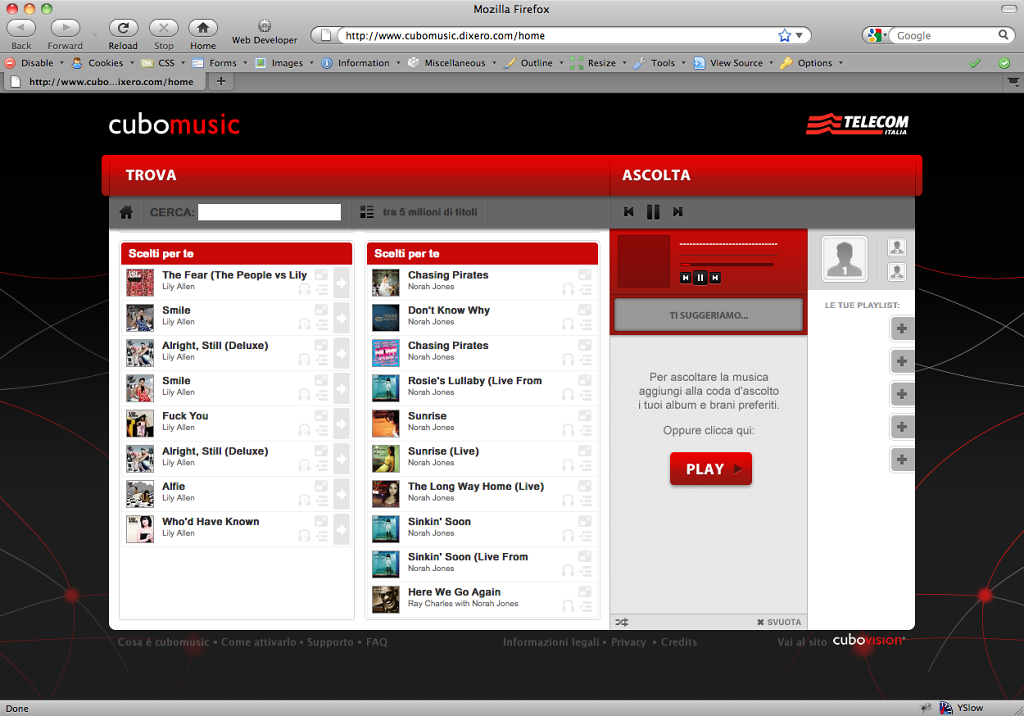 Mozilla Firefox
Back Forward Reload Stop Home Web Developer
http://www.cubomusic.dixero.com/home
Google
Disable Cookies CSS Forms Images Information Miscellaneous Outline Resize Tools View Source Options
http://www.cubo...ixero.com/home
cubomusic
TELECOM
ITALIA
TROVA
ASCOLTA
CERCA:
tra 5 milioni di titoli
Scelti per te
The Fear (The People vs Lily
Lily Allen
Smile
Lily Allen
Alright, Still (Deluxe)
Lily Allen
Smile
Lily Allen
Fuck You
Lily Allen
Alright, Still (Deluxe)
Lily Allen
Alfie
Lily Allen
Who'd Have Known
Lily Allen
Scelti per te
Chasing Pirates
Norah Jones
Don't Know Why
Norah Jones
Chasing Pirates
Norah Jones
Rosie's Lullaby (Live From
Norah Jones
Sunrise
Norah Jones
Sunrise (Live)
Norah Jones
The Long Way Home (Live)
Norah Jones
Sinkin' Soon
Norah Jones
Sinkin' Soon (Live From
Norah Jones
Here We Go Again
Ray Charles with Norah Jones
------------------------------
TI SUGGERIAMO...
Per ascoltare la musica
aggiungi alla coda d'ascolto
i tuoi album e brani preferiti.
Oppure clicca qui:
PLAY
SVUOTA
1
LE TUE PLAYLIST:
Cosa è cubomusic • Come attivarlo • Supporto • FAQ
Informazioni legali • Privacy • Credits
Vai al sito cubovision
Done
YSlow